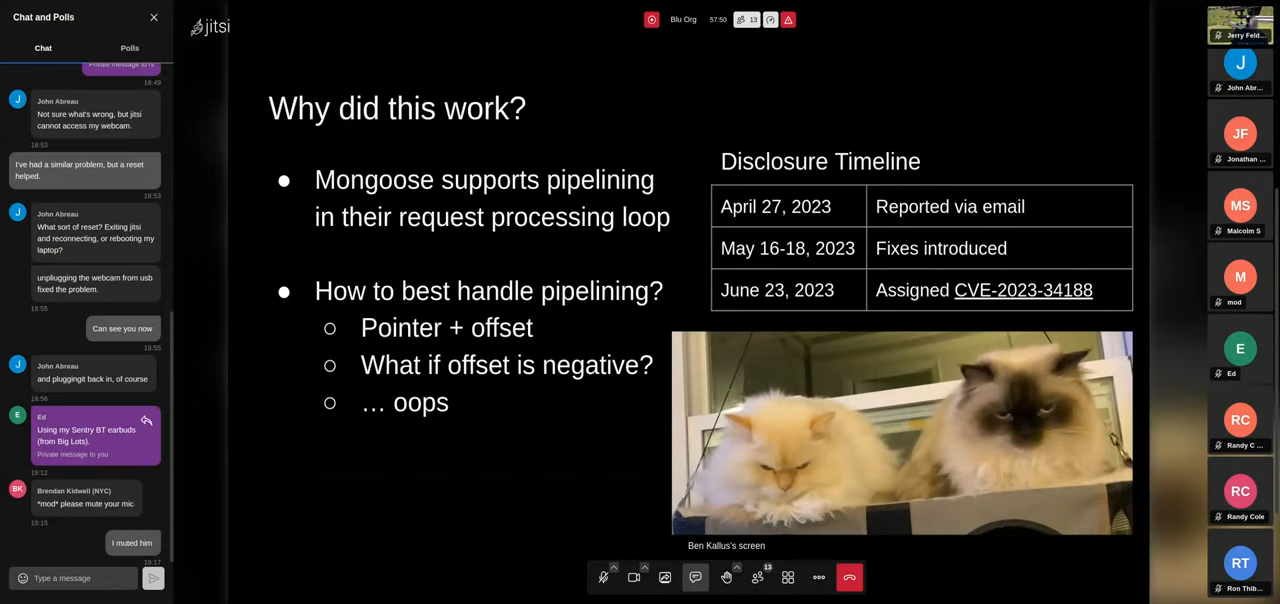 Chat and Polls
Chat
Polls
Private message to
18:49
John Abreau
Not sure what's wrong, but jitsi
cannot access my webcam.
18:53
I've had a similar problem, but a reset
helped.
18:53
John Abreau
What sort of reset? Exiting jitsi
and reconnecting, or rebooting my
laptop?
unpliugging the webcam from usb
fixed the problem.
18:55
Can see you now
18:55
John Abreau
and pluggingit back in, of course
18:56
Ed
Using my Sentry BT earbuds
(from Big Lots).
Private message to you
19:12
Brendan Kidwell (NYC)
*mod* please mute your mic
19:15
I muted him
19:17
Type a message
J
J
J
E
BK
jitsi
Blu Org
57:50
13
Why did this work?
● Mongoose supports pipelining
in their request processing loop
● How to best handle pipelining?
○ Pointer + offset
○ What if offset is negative?
○ … oops
Disclosure Timeline
April 27, 2023 Reported via email
May 16-18, 2023 Fixes introduced
June 23, 2023 Assigned CVE-2023-34188
Ben Kallus's screen
13
Jerry Feld...
J
John Abr...
JF
Jonathan ...
MS
Malcolm S
M
mod
E
Ed
RC
Randy C ...
RC
Randy Cole
RT
Ron Thib...